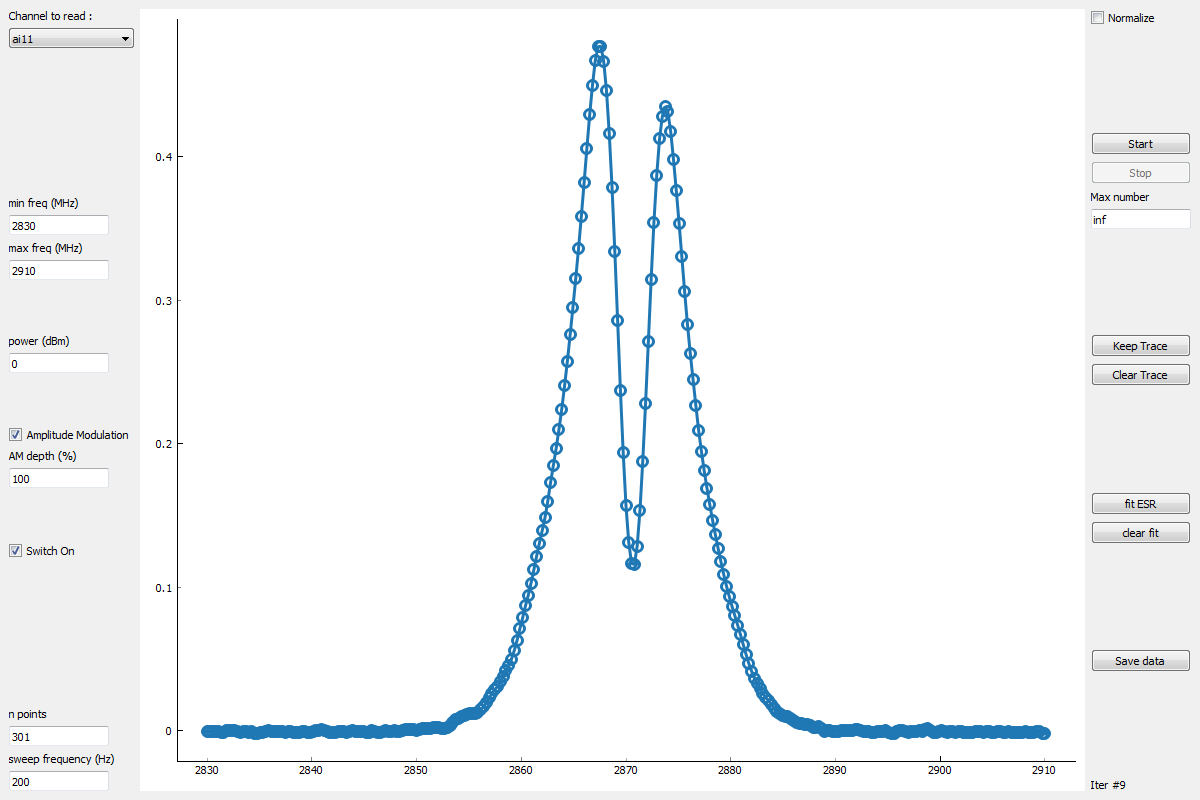 Channel to read :
ai11
min freq (MHz)
2830
max freq (MHz)
2910
power (dBm)
0
Amplitude Modulation
AM depth (%)
100
Switch On
n points
301
sweep frequency (Hz)
200
0.4
0.3
0.2
0.1
0
2830 2840 2850 2860 2870 2880 2890 2900 2910
Normalize
Start
Stop
Max number
inf
Keep Trace
Clear Trace
fit ESR
clear fit
Save data
Iter #9